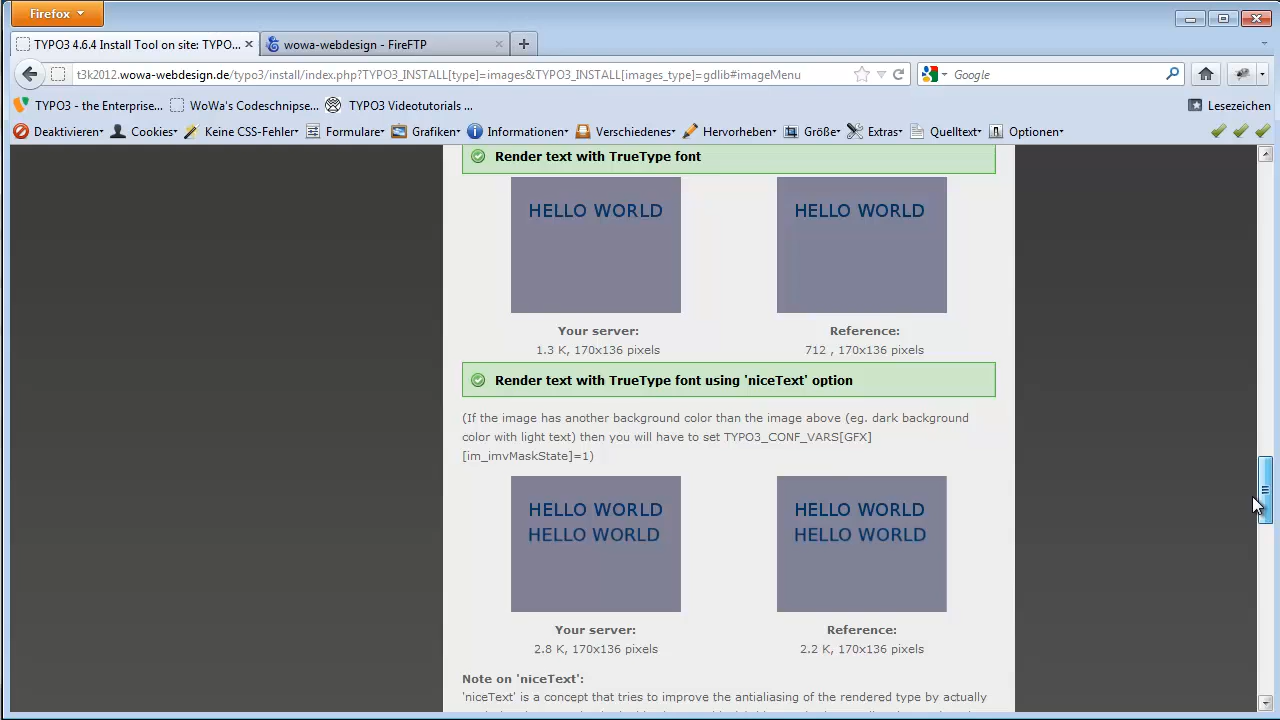 Firefox
TYPO3 4.6.4 Install Tool on site: TYPO...
wowa-webdesign - FireFTP
t3k2012.wowa-webdesign.de/typo3/install/index.php?TYPO3_INSTALL[type]=images&TYPO3_INSTALL[images_type]=gdlib#imageMenu
Google
TYPO3 - the Enterprise... WoWa's Codeschnipse... TYPO3 Videotutorials ... Lesezeichen
Deaktivieren Cookies Keine CSS-Fehler Formulare Grafiken Informationen Verschiedenes Hervorheben Größe Extras Quelltext Optionen
Render text with TrueType font
HELLO WORLD HELLO WORLD
Your server: Reference:
1.3 K, 170x136 pixels 712 , 170x136 pixels
Render text with TrueType font using 'niceText' option
(If the image has another background color than the image above (eg. dark background
color with light text) then you will have to set TYPO3_CONF_VARS[GFX]
[im_imvMaskState]=1)
HELLO WORLD HELLO WORLD
HELLO WORLD HELLO WORLD
Your server: Reference:
2.8 K, 170x136 pixels 2.2 K, 170x136 pixels
Note on 'niceText':
'niceText' is a concept that tries to improve the antialiasing of the rendered type by actually